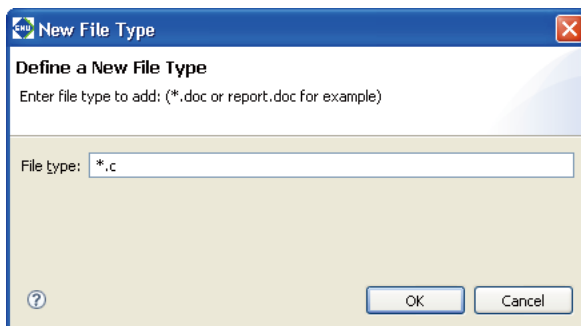 GNU New File Type
Define a New File Type
Enter file type to add: (*.doc or report.doc for example)
File type: *.c
? OK Cancel